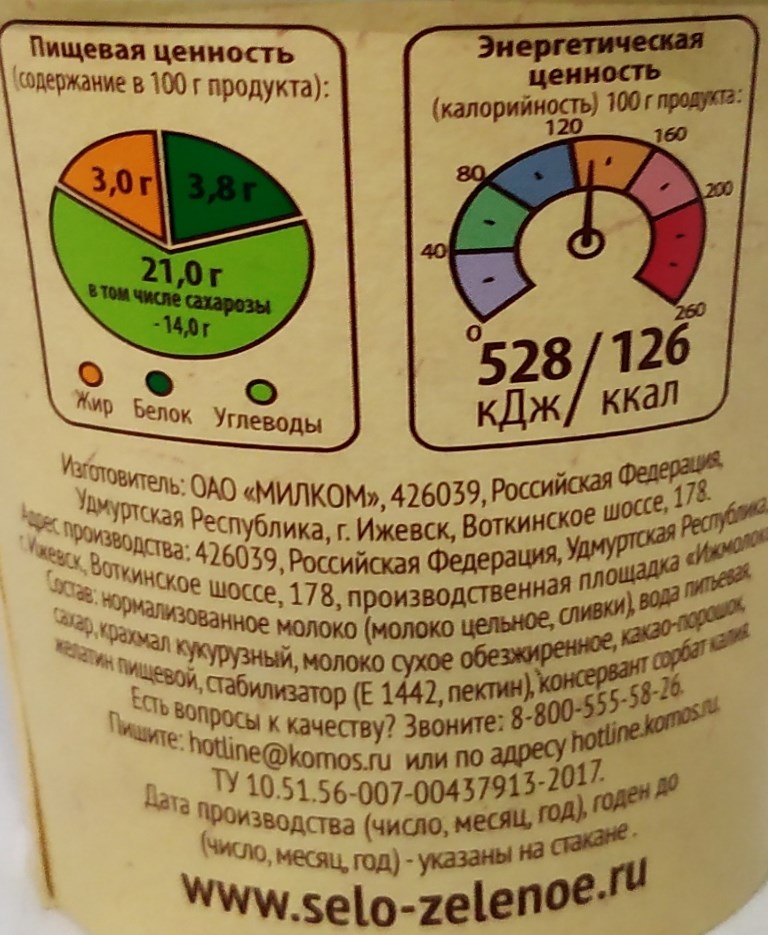 Пищевая ценность
(содержание в 100 г продукта):
3,0 г
3,8 г
21,0 г
в том числе сахарозы
- 14,0 г
Жир Белок Углеводы
Энергетическая
ценность
(калорийность) 100 г продукта:
0
40
80
120
160
200
260
528 / 126
кДж / ккал
Изготовитель: ОАО «МИЛКОМ», 426039, Российская Федерация,
Удмуртская Республика, г. Ижевск, Воткинское шоссе, 178.
Адрес производства: 426039, Российская Федерация, Удмуртская Республика,
г. Ижевск, Воткинское шоссе, 178, производственная площадка «Ижмолоко
Состав: нормализованное молоко (молоко цельное, сливки), вода питьевая,
сахар, крахмал кукурузный, молоко сухое обезжиренное, какао-порошок,
желатин пищевой, стабилизатор (Е 1442, пектин), консервант сорбат калия.
Есть вопросы к качеству? Звоните: 8-800-555-58-26.
Пишите: hotline@komos.ru или по адресу hotline.komos.ru.
ТУ 10.51.56-007-00437913-2017.
Дата производства (число, месяц, год), годен до
(число, месяц, год) - указаны на стакане.
www.selo-zelenoe.ru